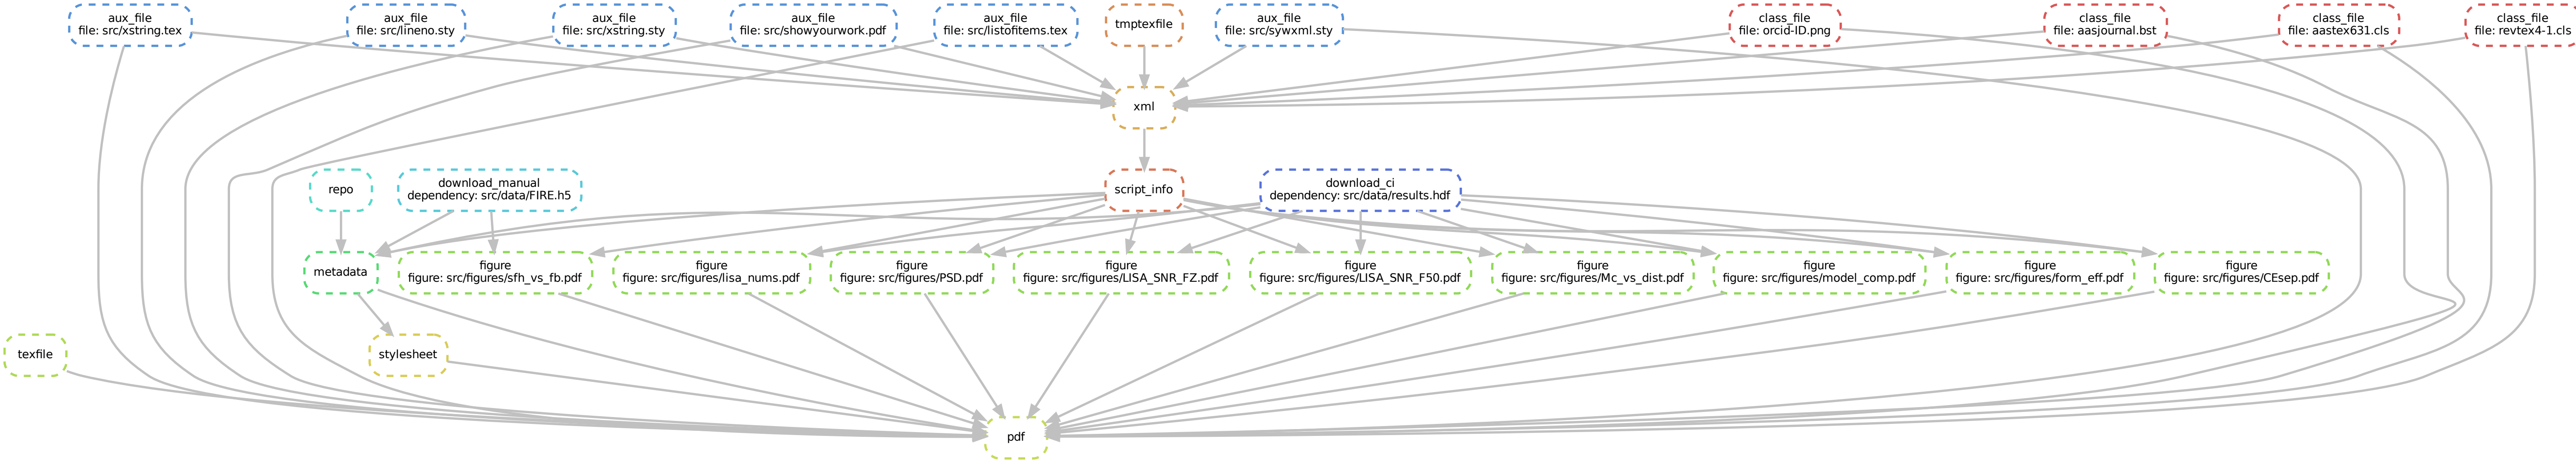 aux_file
file: src/xstring.tex
aux_file
file: src/lineno.sty
aux_file
file: src/xstring.sty
aux_file
file: src/showyourwork.pdf
aux_file
file: src/listofitems.tex
tmptexfile
aux_file
file: src/sywxml.sty
class_file
file: orcid-ID.png
class_file
file: aasjournal.bst
class_file
file: aastex631.cls
class_file
file: revtex4-1.cls
xml
repo
download_manual
dependency: src/data/FIRE.h5
script_info
download_ci
dependency: src/data/results.hdf
metadata
figure
figure: src/figures/sfh_vs_fb.pdf
figure
figure: src/figures/lisa_nums.pdf
figure
figure: src/figures/PSD.pdf
figure
figure: src/figures/LISA_SNR_FZ.pdf
figure
figure: src/figures/LISA_SNR_F50.pdf
figure
figure: src/figures/Mc_vs_dist.pdf
figure
figure: src/figures/model_comp.pdf
figure
figure: src/figures/form_eff.pdf
figure
figure: src/figures/CEsep.pdf
texfile
stylesheet
pdf